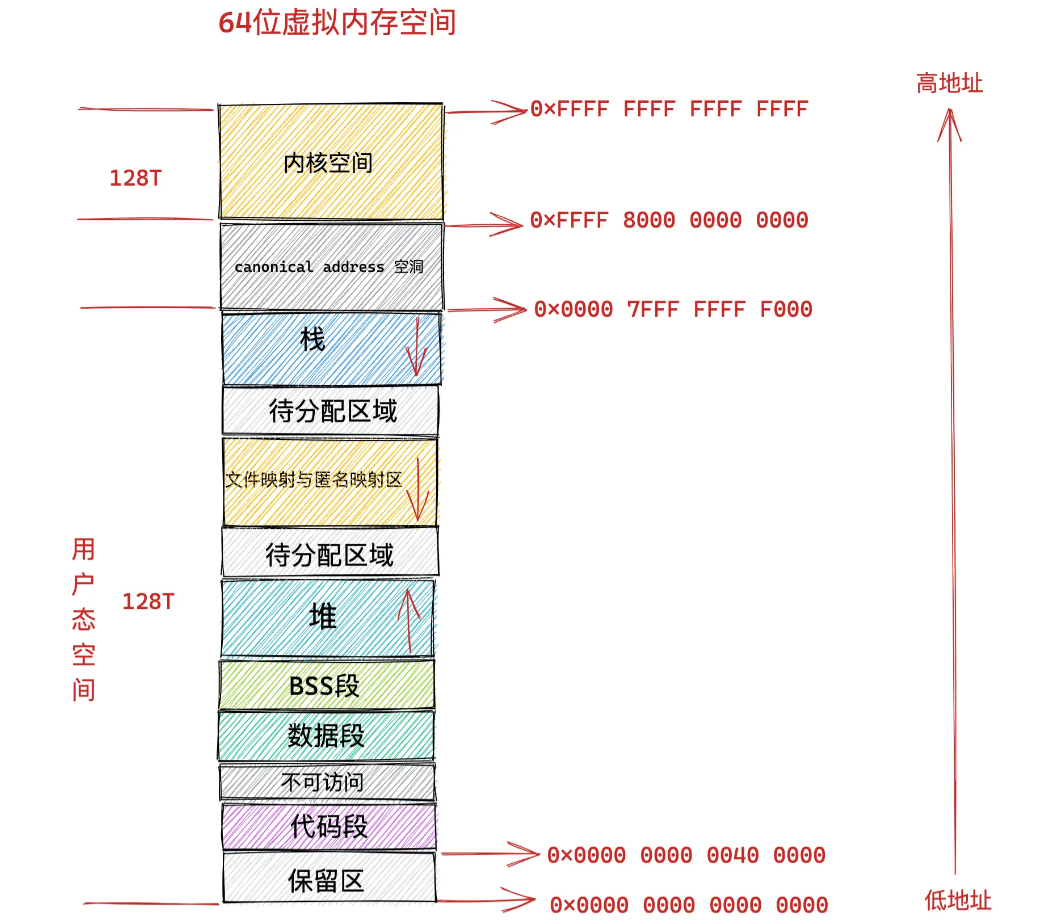 64位虚拟内存空间
高地址
0×FFFF FFFF FFFF FFFF
内核空间
128T
0×FFFF 8000 0000 0000
canonical address 空洞
0×0000 7FFF FFFF F000
栈
待分配区域
文件映射与匿名映射区
待分配区域
用户态空间
128T
堆
BSS段
数据段
不可访问
代码段
0×0000 0000 0040 0000
保留区
低地址
0×0000 0000 0000 0000